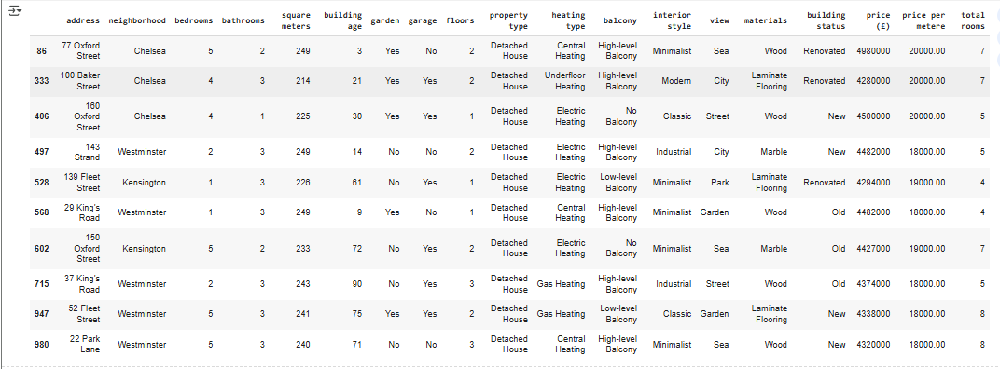 address neighborhood bedrooms bathrooms square meters building age garden garage floors property type heating type balcony interior style view materials building status price (£) price per metere total rooms
86 77 Oxford Street Chelsea 5 2 249 3 Yes No 2 Detached House Central Heating High-level Balcony Minimalist Sea Wood Renovated 4980000 20000.00 7
333 100 Baker Street Chelsea 4 3 214 21 Yes Yes 2 Detached House Underfloor Heating High-level Balcony Modern City Laminate Flooring Renovated 4280000 20000.00 7
406 160 Oxford Street Chelsea 4 1 225 30 Yes Yes 1 Detached House Electric Heating No Balcony Classic Street Wood New 4500000 20000.00 5
497 143 Strand Westminster 2 3 249 14 No No 2 Detached House Electric Heating High-level Balcony Industrial City Marble New 4482000 18000.00 5
528 139 Fleet Street Kensington 1 3 226 61 No Yes 1 Detached House Electric Heating Low-level Balcony Minimalist Park Laminate Flooring Renovated 4294000 19000.00 4
568 29 King's Road Westminster 1 3 249 9 Yes No 1 Detached House Central Heating High-level Balcony Minimalist Garden Wood Old 4482000 18000.00 4
602 150 Oxford Street Kensington 5 2 233 72 No Yes 2 Detached House Electric Heating No Balcony Minimalist Sea Marble Old 4427000 19000.00 7
715 37 King's Road Westminster 2 3 243 90 No Yes 3 Detached House Gas Heating High-level Balcony Industrial Street Wood Old 4374000 18000.00 5
947 52 Fleet Street Westminster 5 3 241 75 Yes Yes 2 Detached House Gas Heating Low-level Balcony Classic Garden Laminate Flooring New 4338000 18000.00 8
980 22 Park Lane Westminster 5 3 240 71 No No 3 Detached House Central Heating High-level Balcony Minimalist Sea Wood New 4320000 18000.00 8